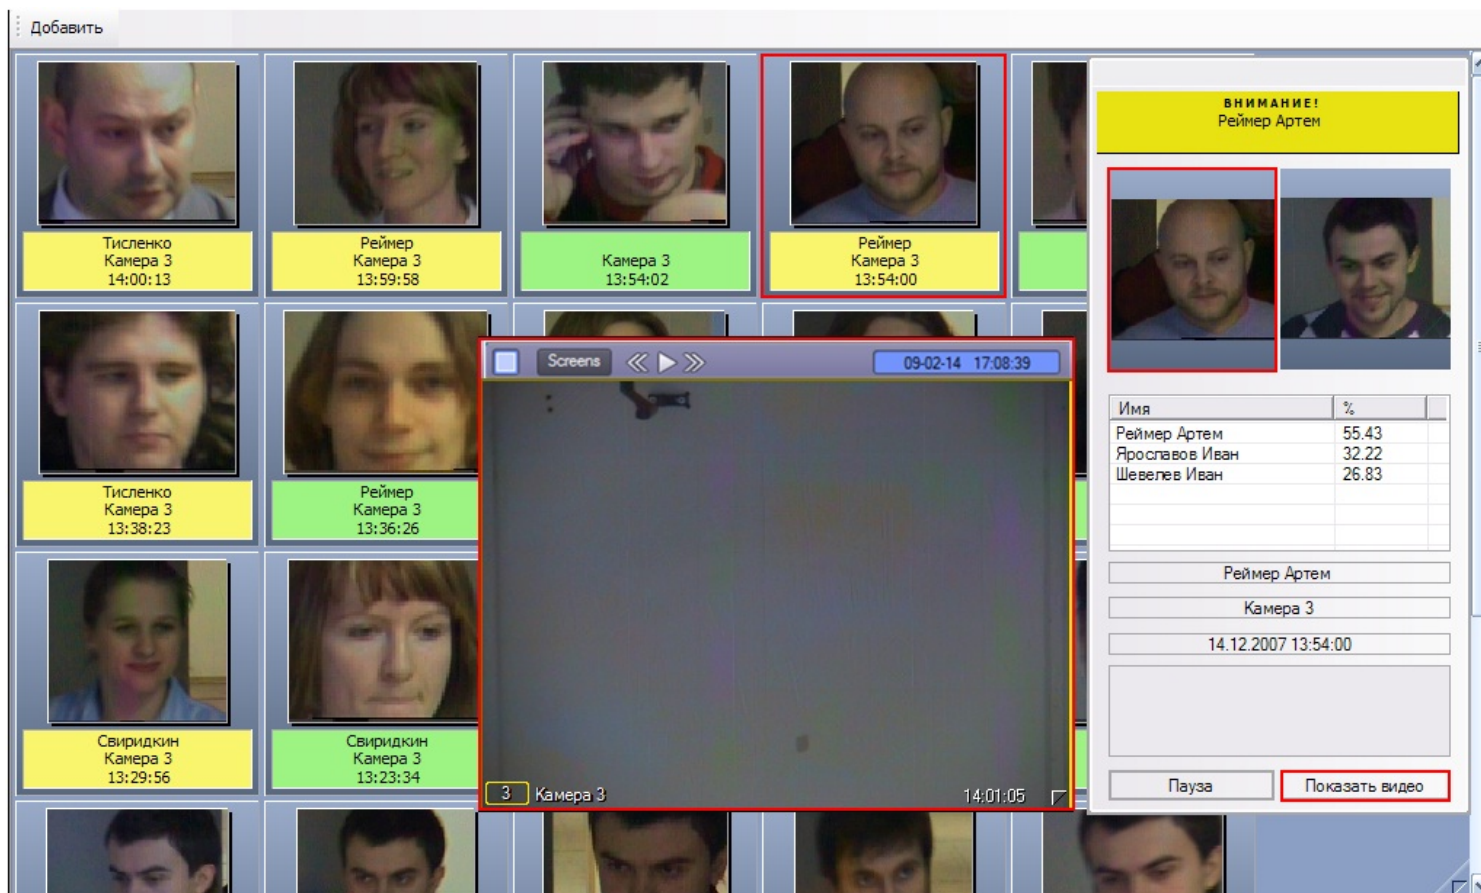 Добавить
Тисленко
Камера 3
14:00:13
Реймер
Камера 3
13:59:58
Камера 3
13:54:02
Реймер
Камера 3
13:54:00
Тисленко
Камера 3
13:38:23
Реймер
Камера 3
13:36:26
Свиридкин
Камера 3
13:29:56
Свиридкин
Камера 3
13:23:34
Screens
09-02-14 17:08:39
3 Камера 3
14:01:05
ВНИМАНИЕ!
Реймер Артем
Имя %
Реймер Артем 55.43
Ярославов Иван 32.22
Шевелев Иван 26.83
Реймер Артем
Камера 3
14.12.2007 13:54:00
Пауза Показать видео